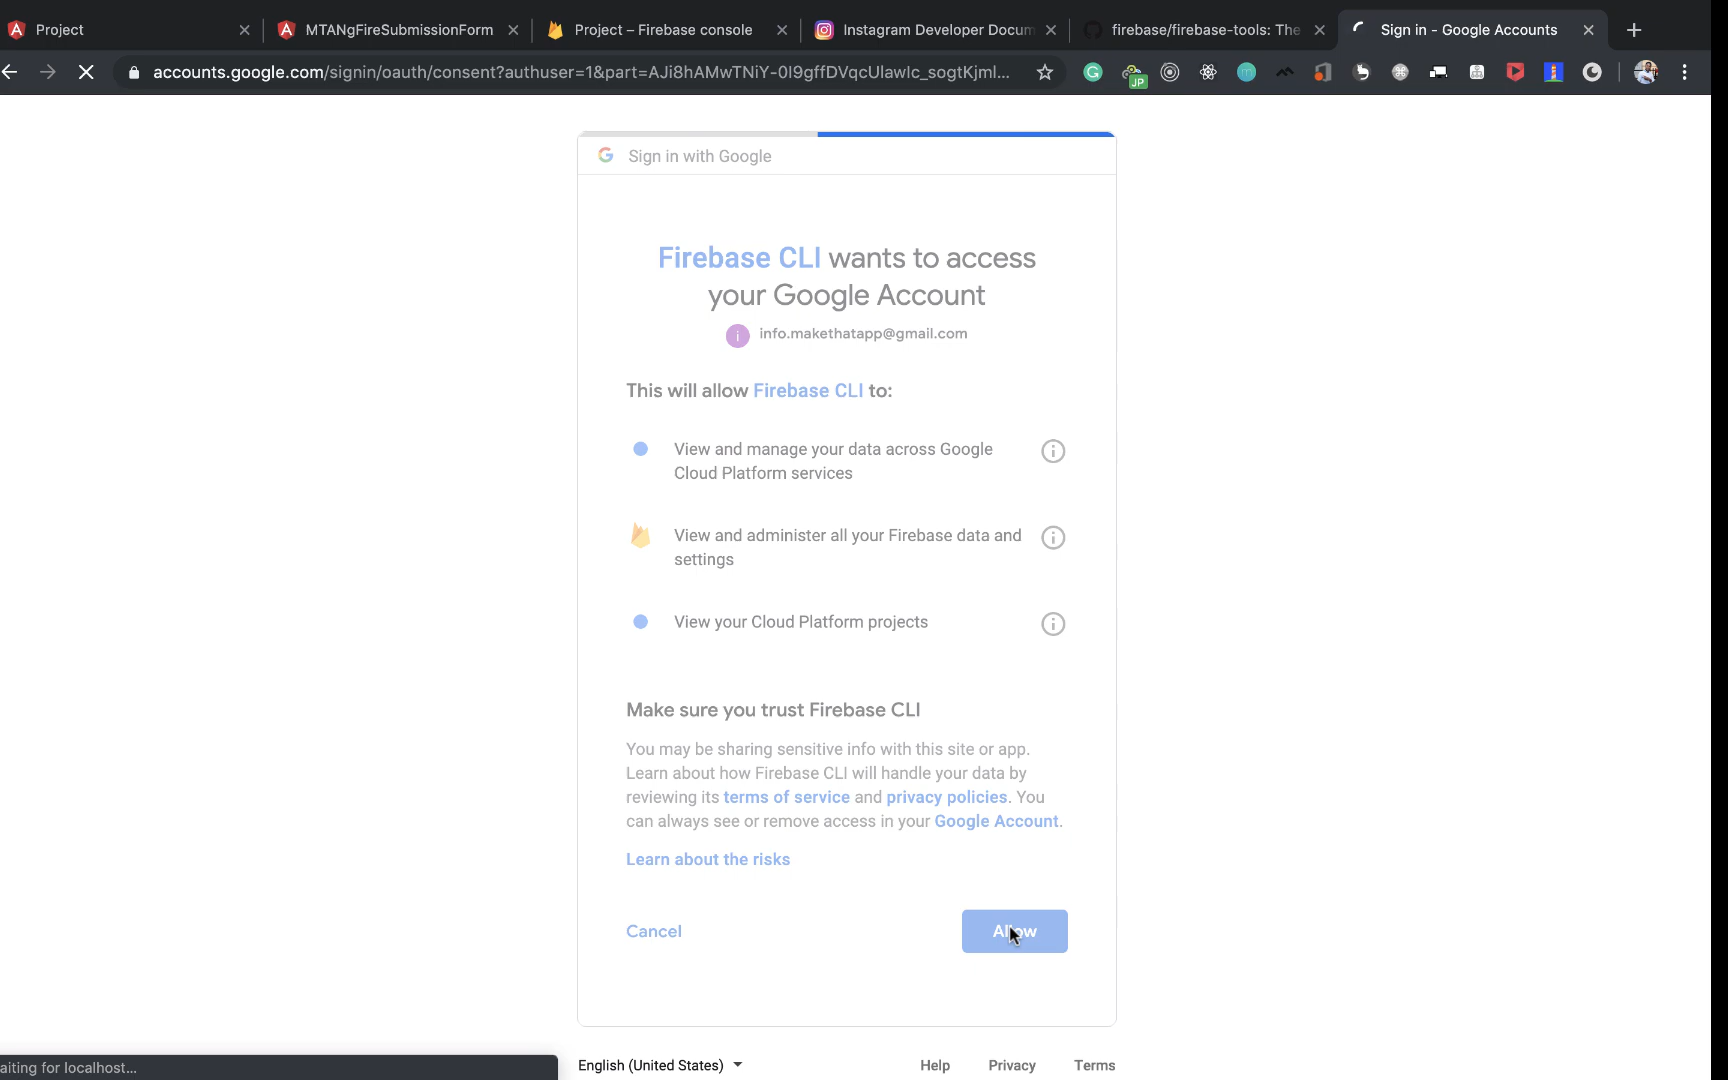 Project
MTANgFireSubmissionForm
Project – Firebase console
Instagram Developer Docum
firebase/firebase-tools: The
Sign in - Google Accounts
accounts.google.com/signin/oauth/consent?authuser=1&part=AJi8hAMwTNiY-0l9gffDVqcUlawlc_sogtKjml...
JP
Sign in with Google
Firebase CLI wants to access
your Google Account
i
info.makethatapp@gmail.com
This will allow Firebase CLI to:
View and manage your data across Google
Cloud Platform services
View and administer all your Firebase data and
settings
View your Cloud Platform projects
Make sure you trust Firebase CLI
You may be sharing sensitive info with this site or app.
Learn about how Firebase CLI will handle your data by
reviewing its terms of service and privacy policies. You
can always see or remove access in your Google Account.
Learn about the risks
Cancel
Allow
aiting for localhost...
English (United States)
Help
Privacy
Terms